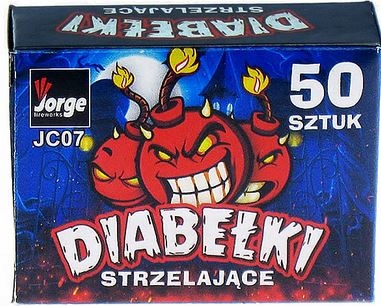 DIABEŁKI
STRZELAJĄCE
Jorge
fireworks
JC07
50
SZTUK
DIABEŁKI
STRZELAJĄCE